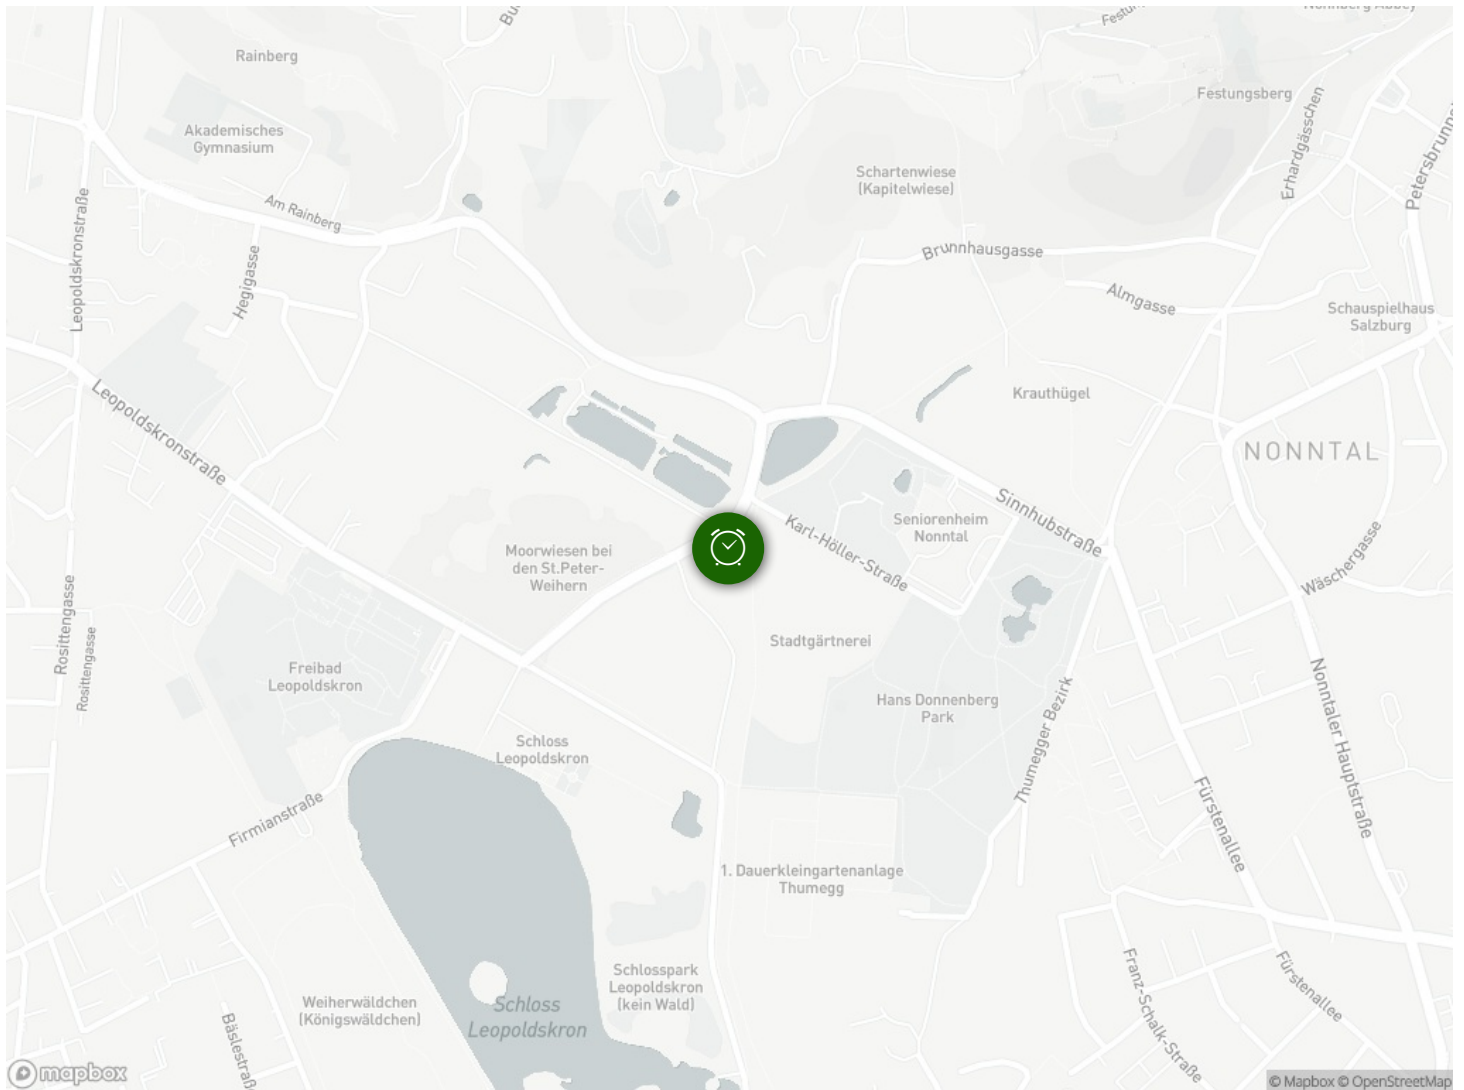 Rainberg
Festungsberg
Akademisches
Gymnasium
Erhardgässchen
Schartenwiese
(Kapitelwiese)
Am Rainberg
Leopoldskronstraße
Hegigasse
Brunnhausgasse
Almgasse
Schauspielhaus
Salzburg
Krauthügel
Leopoldskronstraße
NONNTAL
Sinnhubstraße
Seniorenheim
Nonntal
Karl-Höller-Straße
Moorwiesen bei
den St.Peter-
Weihern
Wäschergasse
Rosittengasse
Rosittengasse
Stadtgärtnerei
Freibad
Leopoldskron
Hans Donnenberg
Park
Thumegger Bezirk
Nonntaler Hauptstraße
Schloss
Leopoldskron
Firmianstraße
Fürstenallee
1. Dauerkleingartenanlage
Thumegg
Schlosspark
Leopoldskron
(kein Wald)
Weiherwäldchen
(Königswäldchen)
Schloss
Leopoldskron
Franz-Schalk-Straße
Fürstenallee
mapbox
© Mapbox © OpenStreetMap